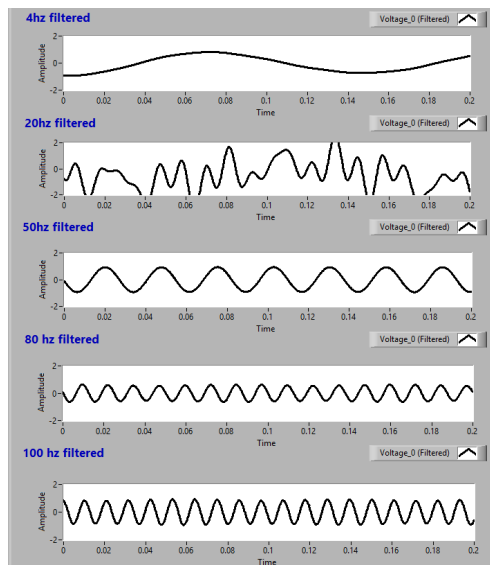 4hz filtered
Voltage_0 (Filtered)
Amplitude
2
0
-2
0 0.02 0.04 0.06 0.08 0.1 0.12 0.14 0.16 0.18 0.2
Time
20hz filtered
Voltage_0 (Filtered)
Amplitude
2
0
-2
0 0.02 0.04 0.06 0.08 0.1 0.12 0.14 0.16 0.18 0.2
Time
50hz filtered
Voltage_0 (Filtered)
Amplitude
2
0
-2
0 0.02 0.04 0.06 0.08 0.1 0.12 0.14 0.16 0.18 0.2
Time
80 hz filtered
Voltage_0 (Filtered)
Amplitude
2
0
-2
0 0.02 0.04 0.06 0.08 0.1 0.12 0.14 0.16 0.18 0.2
Time
100 hz filtered
Voltage_0 (Filtered)
Amplitude
2
0
-2
0 0.02 0.04 0.06 0.08 0.1 0.12 0.14 0.16 0.18 0.2
Time